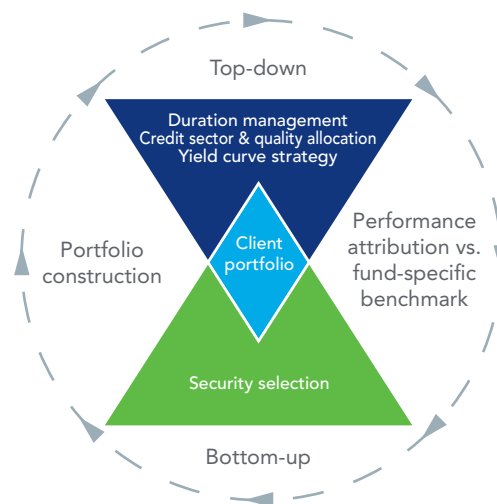 Top-down
Duration management
Credit sector & quality allocation
Yield curve strategy
Portfolio
construction
Client
portfolio
Performance
attribution vs.
fund-specific
benchmark
Security selection
Bottom-up